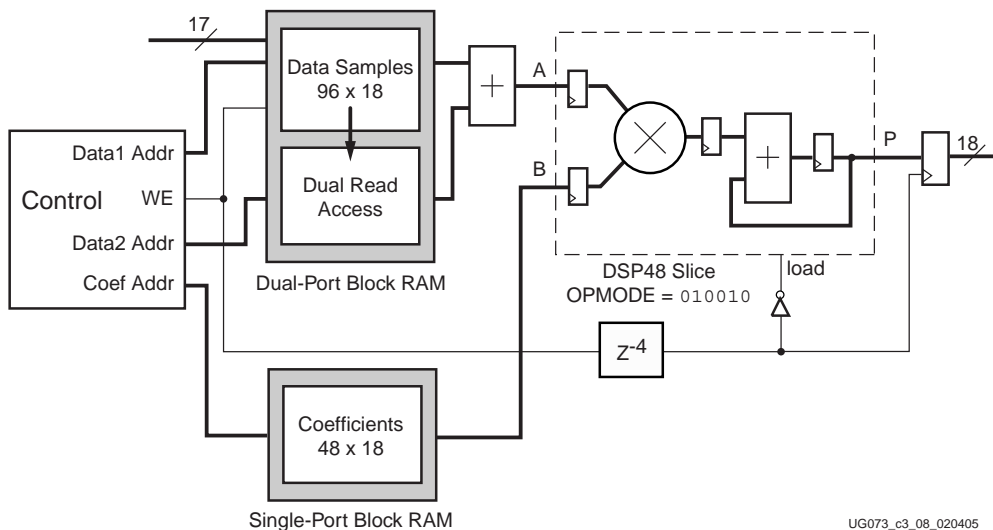 17
Data Samples
96 x 18
+
A
Data1 Addr
Control
WE
Data2 Addr
Coef Addr
Dual Read
Access
Dual-Port Block RAM
B
+
P
18
DSP48 Slice
OPMODE = 010010
load
Z-4
Coefficients
48 x 18
Single-Port Block RAM
UG073_c3_08_020405